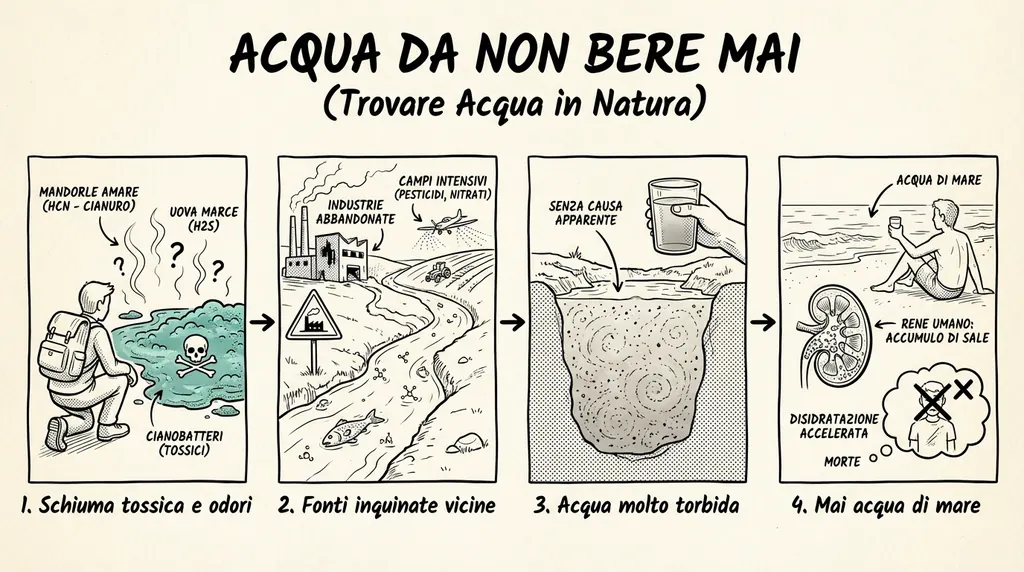 ACQUA DA NON BERE MAI
(Trovare Acqua in Natura)
MANDORLE AMARE
(HCN - CIANURO)
UOVA MARCE
(H2S)
?
?
?
CIANOBATTERI
(TOSSICI)
1. Schiuma tossica e odori
INDUSTRIE
ABBANDONATE
CAMPI INTENSIVI
(PESTICIDI, NITRATI)
2. Fonti inquinate vicine
SENZA CAUSA
APPARENTE
3. Acqua molto torbida
ACQUA DI MARE
RENE UMANO:
ACCUMULO DI SALE
DISIDRATAZIONE
ACCELERATA
MORTE
4. Mai acqua di mare